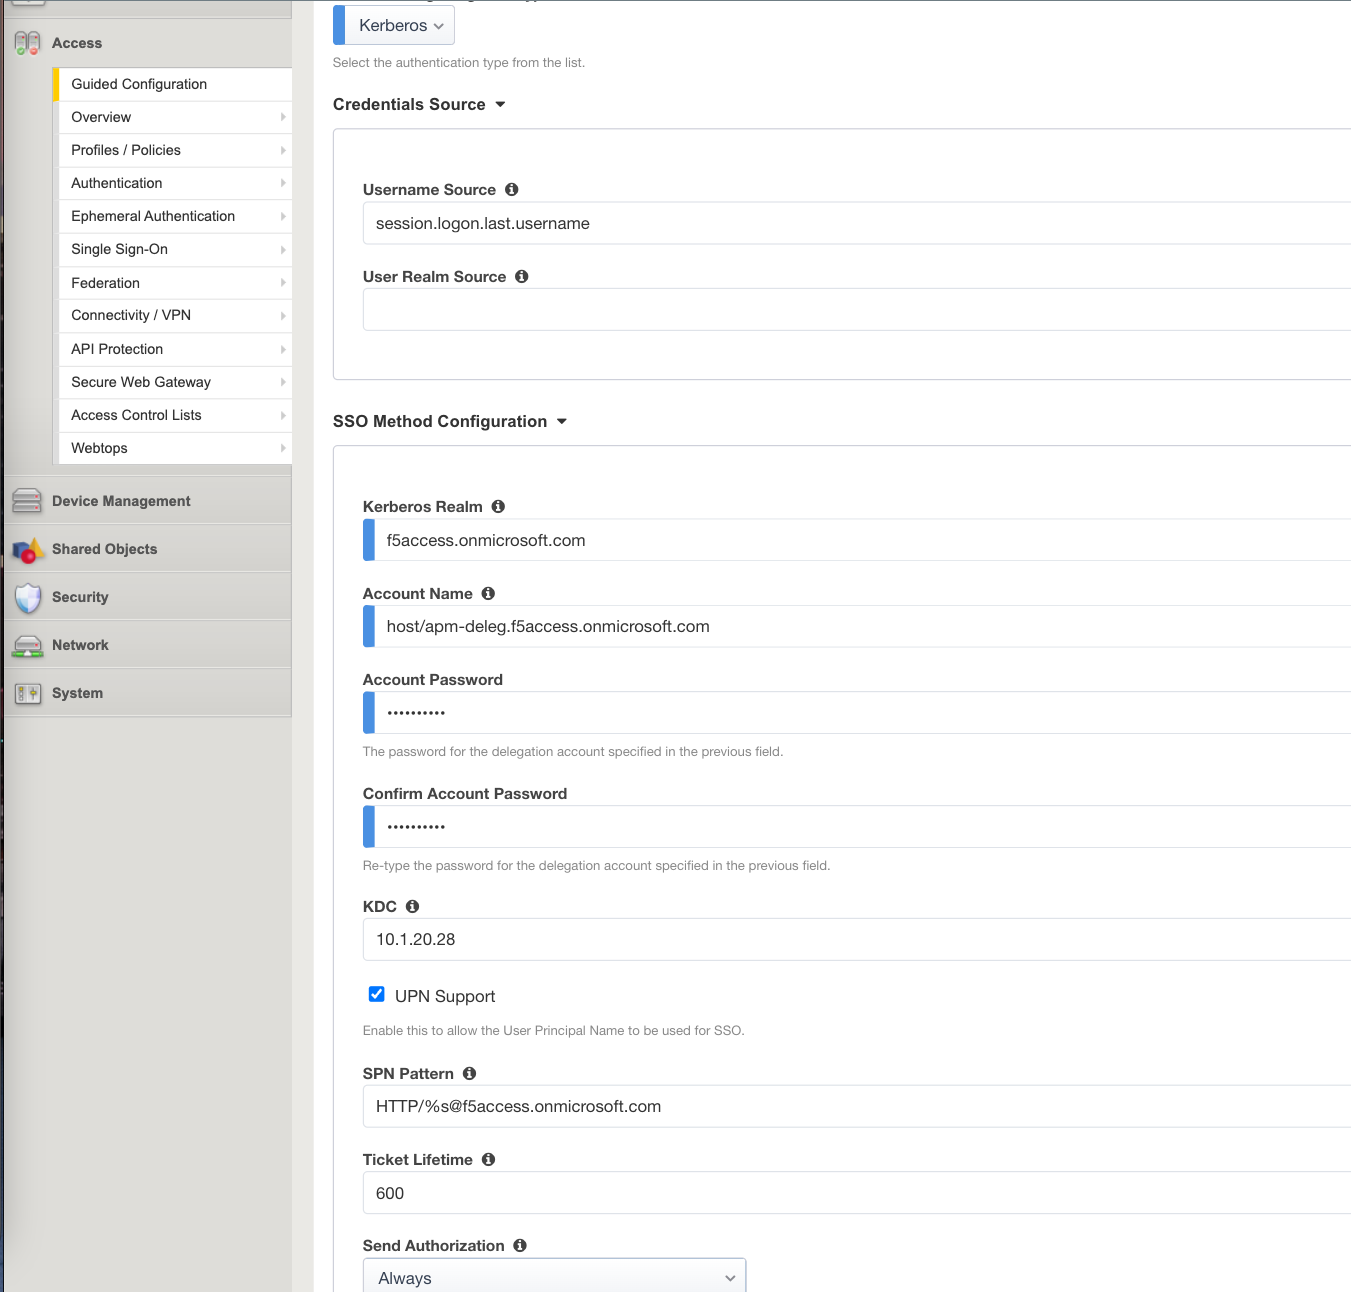 Access
Guided Configuration
Overview
Profiles / Policies
Authentication
Ephemeral Authentication
Single Sign-On
Federation
Connectivity / VPN
API Protection
Secure Web Gateway
Access Control Lists
Webtops
Device Management
Shared Objects
Security
Network
System
Kerberos
Select the authentication type from the list.
Credentials Source
Username Source
session.logon.last.username
User Realm Source
SSO Method Configuration
Kerberos Realm
f5access.onmicrosoft.com
Account Name
host/apm-deleg.f5access.onmicrosoft.com
Account Password
••••••••••
The password for the delegation account specified in the previous field.
Confirm Account Password
••••••••••
Re-type the password for the delegation account specified in the previous field.
KDC
10.1.20.28
UPN Support
Enable this to allow the User Principal Name to be used for SSO.
SPN Pattern
HTTP/%s@f5access.onmicrosoft.com
Ticket Lifetime
600
Send Authorization
Always